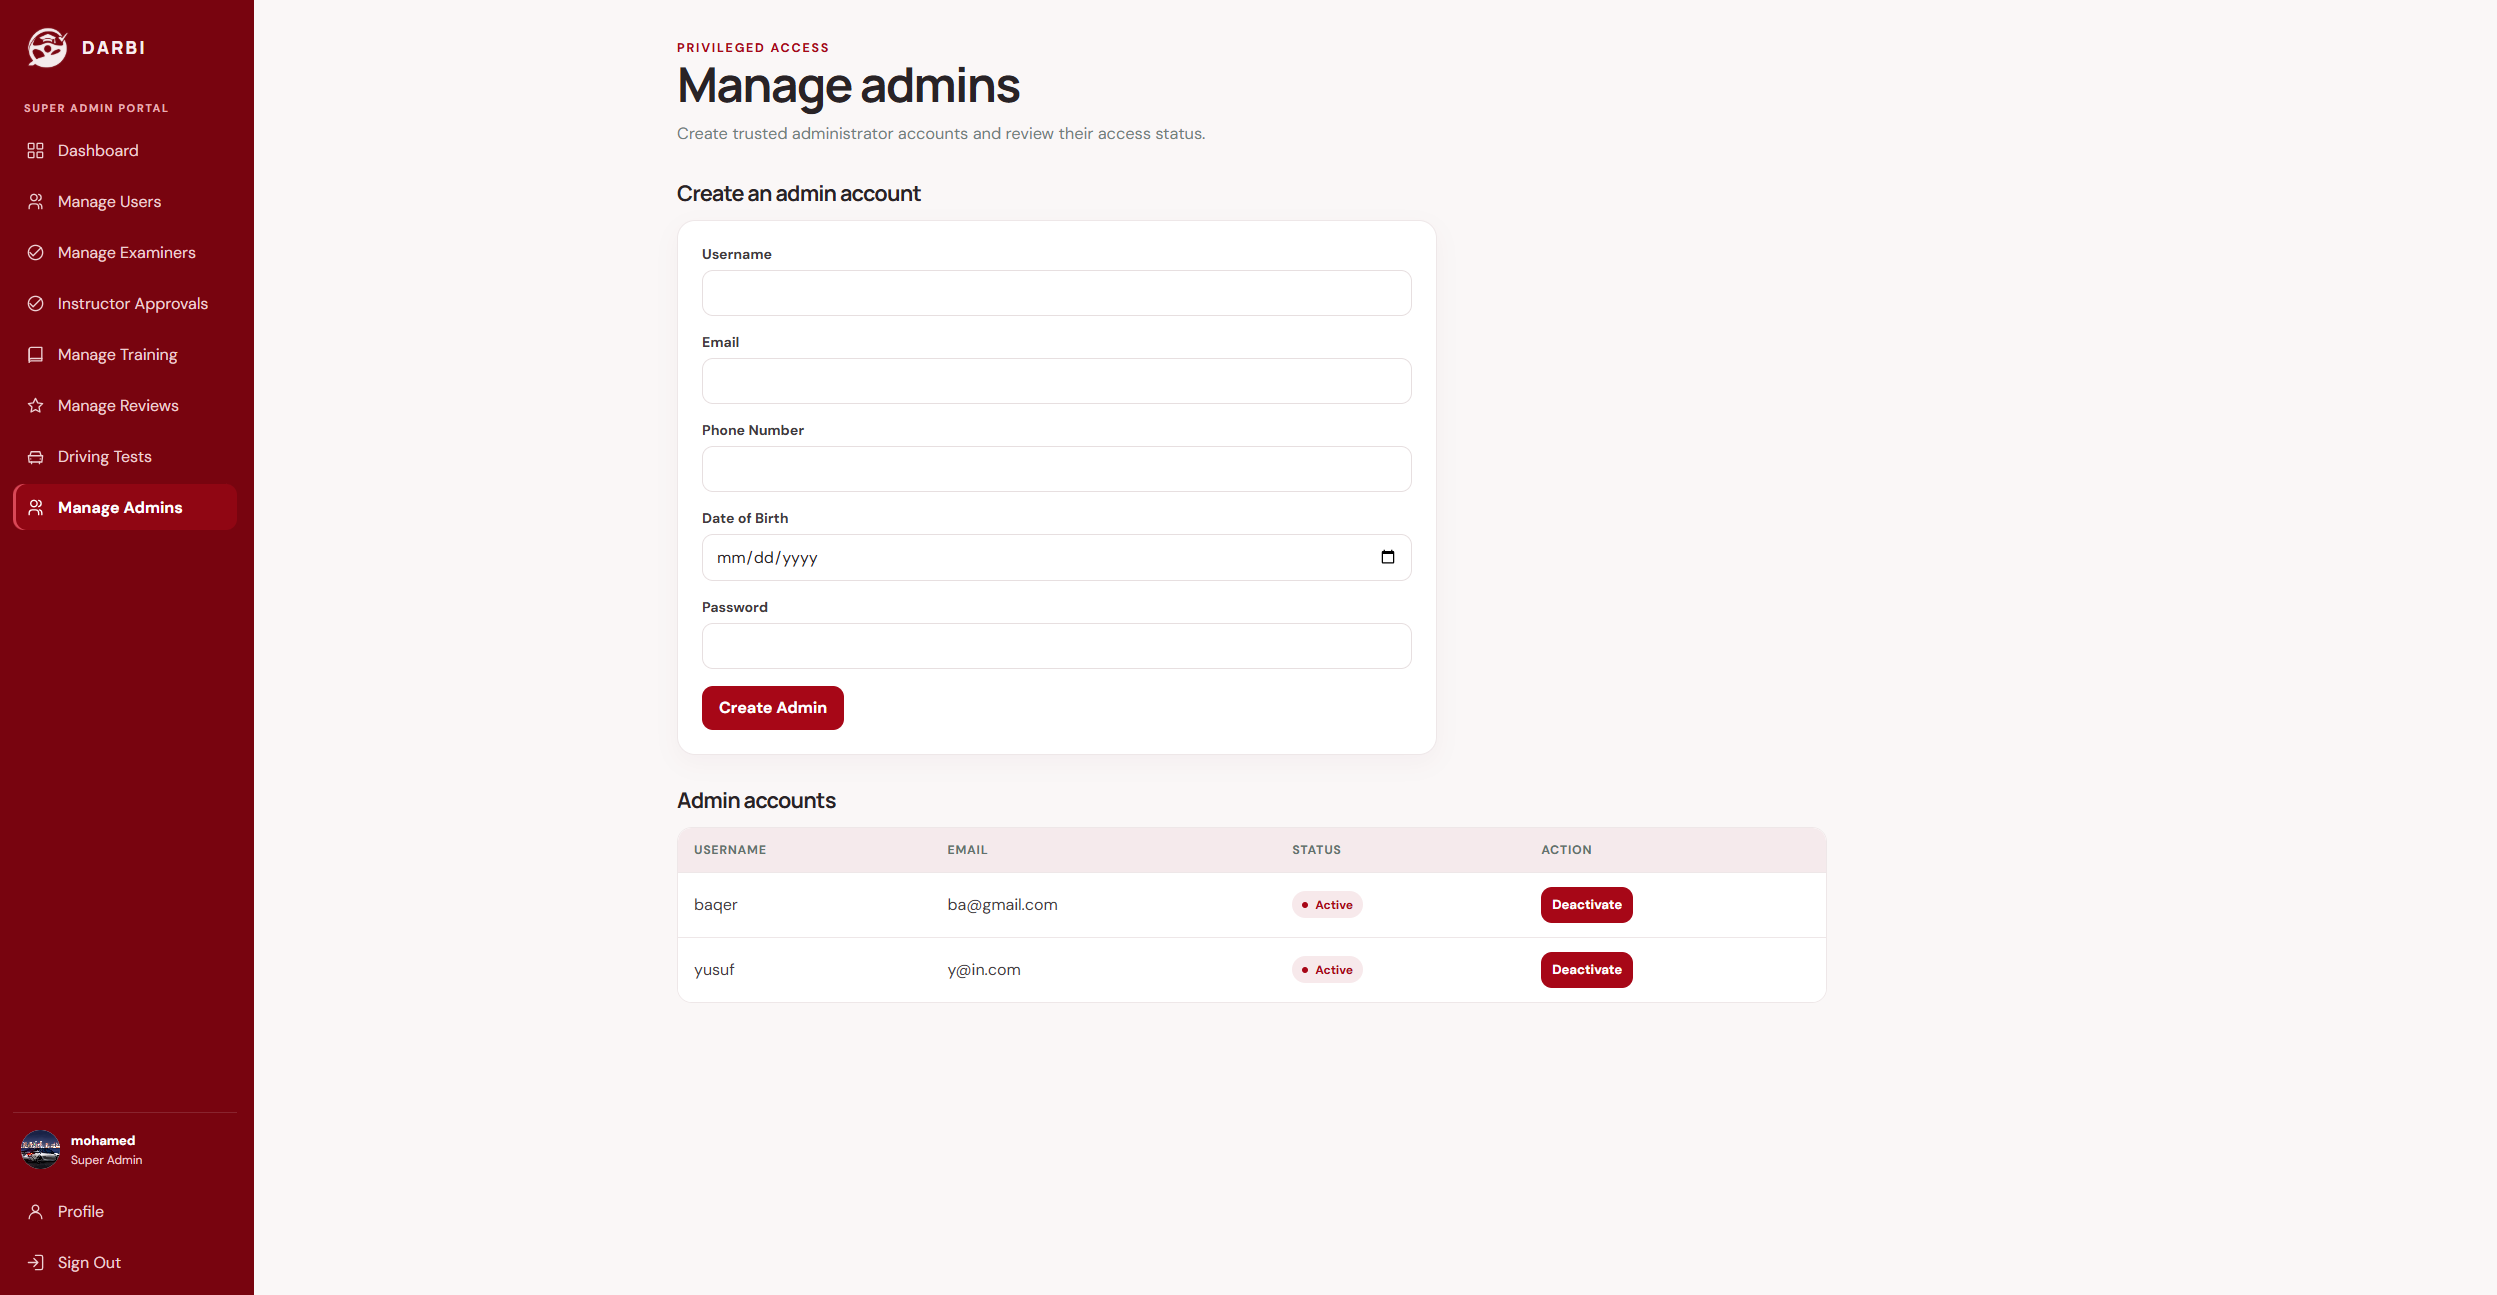 DARBI
SUPER ADMIN PORTAL
Dashboard
Manage Users
Manage Examiners
Instructor Approvals
Manage Training
Manage Reviews
Driving Tests
Manage Admins
mohamed
Super Admin
Profile
Sign Out
PRIVILEGED ACCESS
Manage admins
Create trusted administrator accounts and review their access status.
Create an admin account
Username
Email
Phone Number
Date of Birth
mm/dd/yyyy
Password
Create Admin
Admin accounts
USERNAME EMAIL STATUS ACTION
baqer ba@gmail.com Active Deactivate
yusuf y@in.com Active Deactivate